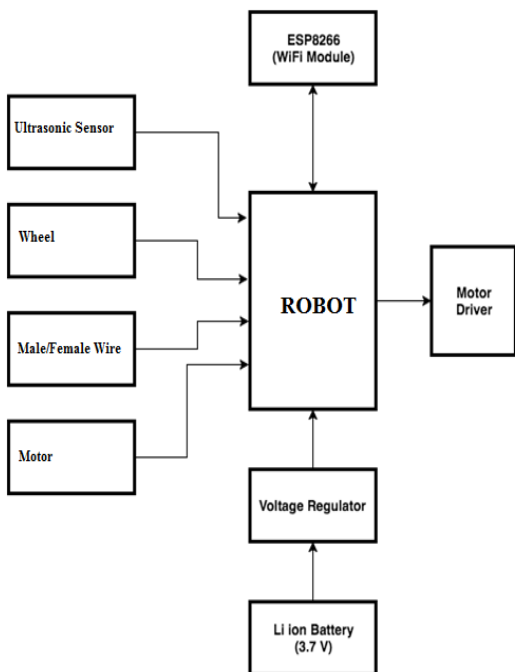 ESP8266
(WiFi Module)
Ultrasonic Sensor
Wheel
Male/Female Wire
Motor
ROBOT
Motor
Driver
Voltage Regulator
Li ion Battery
(3.7 V)